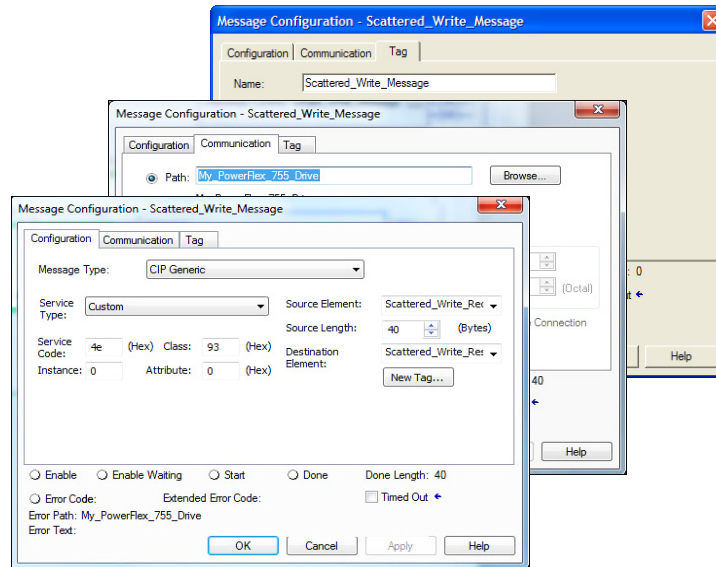 Message Configuration - Scattered_Write_Message
Configuration Communication Tag
Name: Scattered_Write_Message
Message Configuration - Scattered_Write_Message
Configuration Communication Tag
Path: My_PowerFlex_755_Drive Browse...
: 0
(Octal)
Connection
Help
40
Help
Message Configuration - Scattered_Write_Message
Configuration Communication Tag
Message Type: CIP Generic
Service Type: Custom
Source Element: Scattered_Write_Rec
Source Length: 40 (Bytes)
Service Code: 4e (Hex) Class: 93 (Hex)
Destination Element: Scattered_Write_Res
Instance: 0 Attribute: 0 (Hex)
New Tag...
Enable Enable Waiting Start Done Done Length: 40
Error Code: Extended Error Code: Timed Out
Error Path: My_PowerFlex_755_Drive
Error Text:
OK Cancel Apply Help